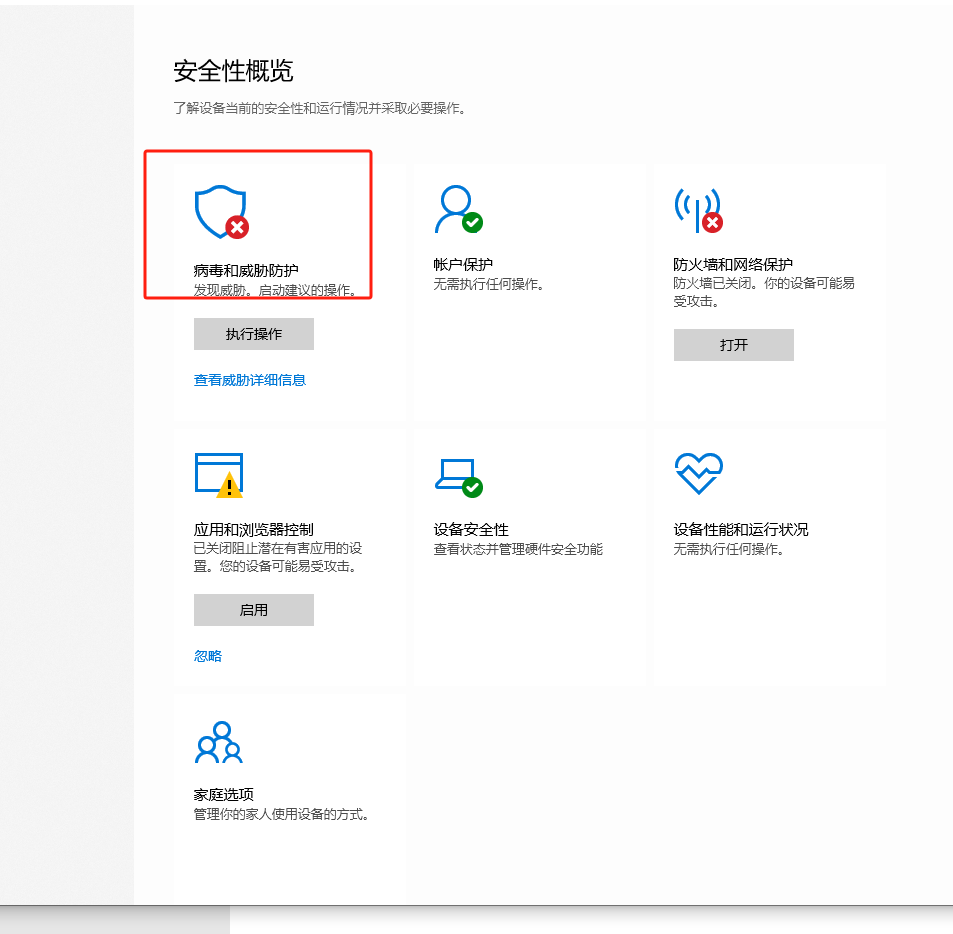 安全性概览
了解设备当前的安全性和运行情况并采取必要操作。
病毒和威胁防护
发现威胁。启动建议的操作。
执行操作
查看威胁详细信息
帐户保护
无需执行任何操作。
防火墙和网络保护
防火墙已关闭。你的设备可能易
受攻击。
打开
应用和浏览器控制
已关闭阻止潜在有害应用的设
置。您的设备可能易受攻击。
启用
忽略
设备安全性
查看状态并管理硬件安全功能
设备性能和运行状况
无需执行任何操作。
家庭选项
管理你的家人使用设备的方式。